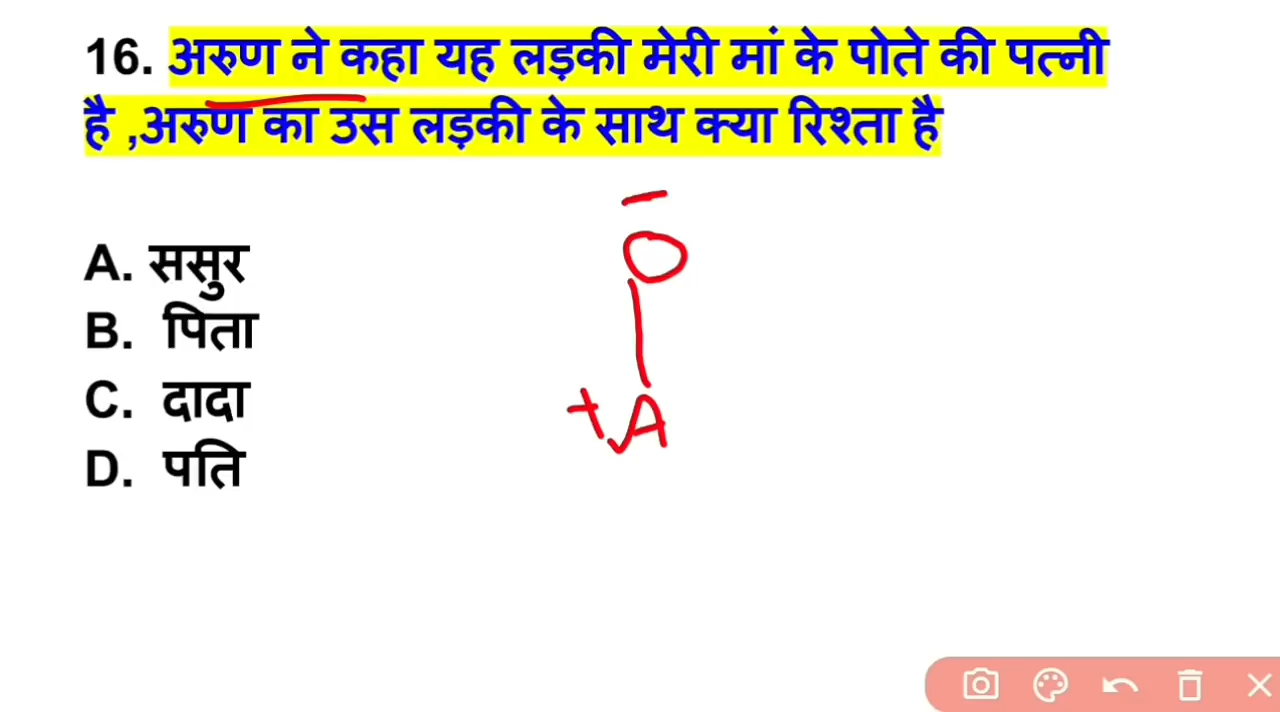 16. अरुण ने कहा यह लड़की मेरी मां के पोते की पत्नी
है ,अरुण का उस लड़की के साथ क्या रिश्ता है
A. ससुर
B. पिता
C. दादा
D. पति
+A